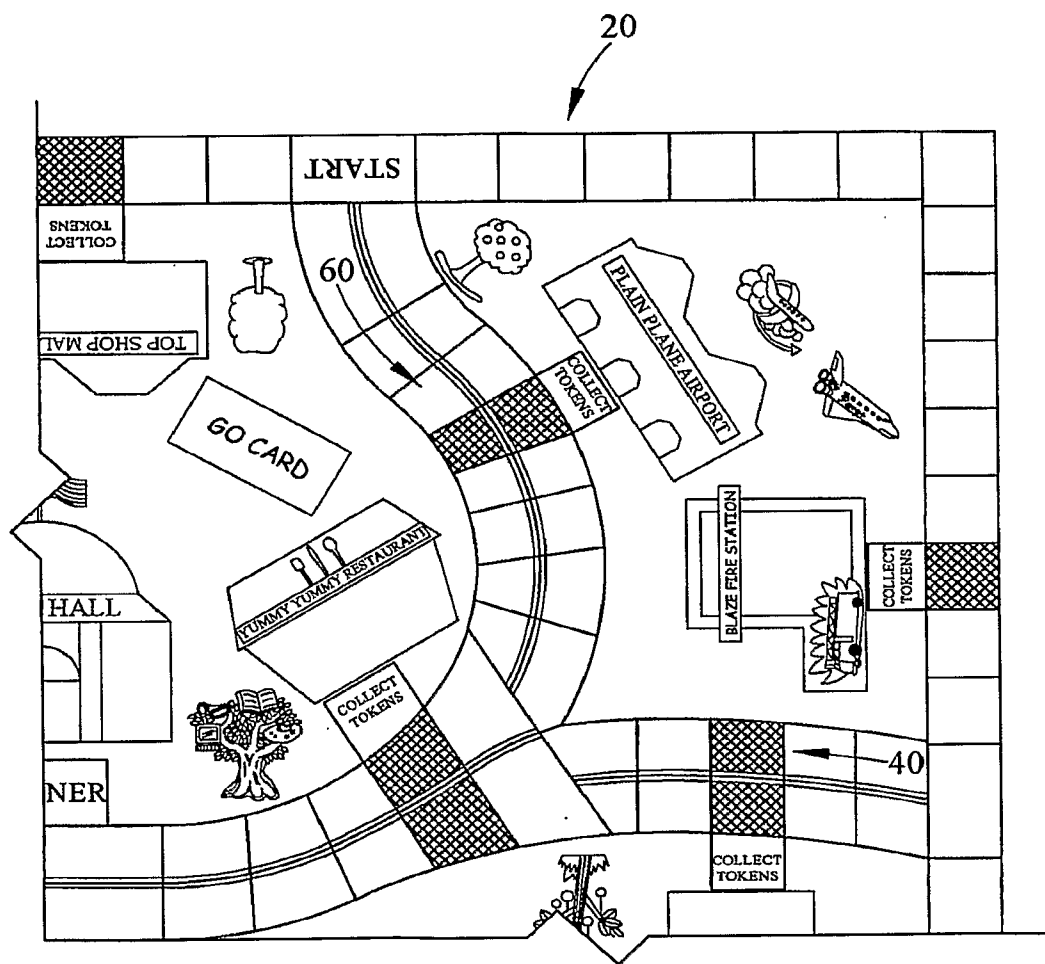 20
START
COLLECT
TOKENS
60
TOP SHOP MAL
PLAIN PLANE AIRPORT
COLLECT
TOKENS
GO CARD
YUMMY YUMMY RESTAURANT
BLAZE FIRE STATION
COLLECT
TOKENS
HALL
COLLECT
TOKENS
NER
40
COLLECT
TOKENS